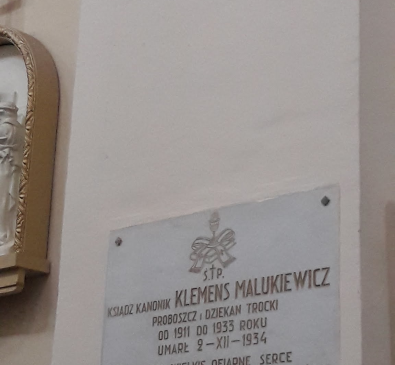 Ś.†P.
KSIĄDZ KANONIK KLEMENS MALUKIEWICZ
PROBOSZCZ i DZIEKAN TROCKI
OD 1911 DO 1933 ROKU
UMARŁ 2-XII-1934
OFIARNE SERCE